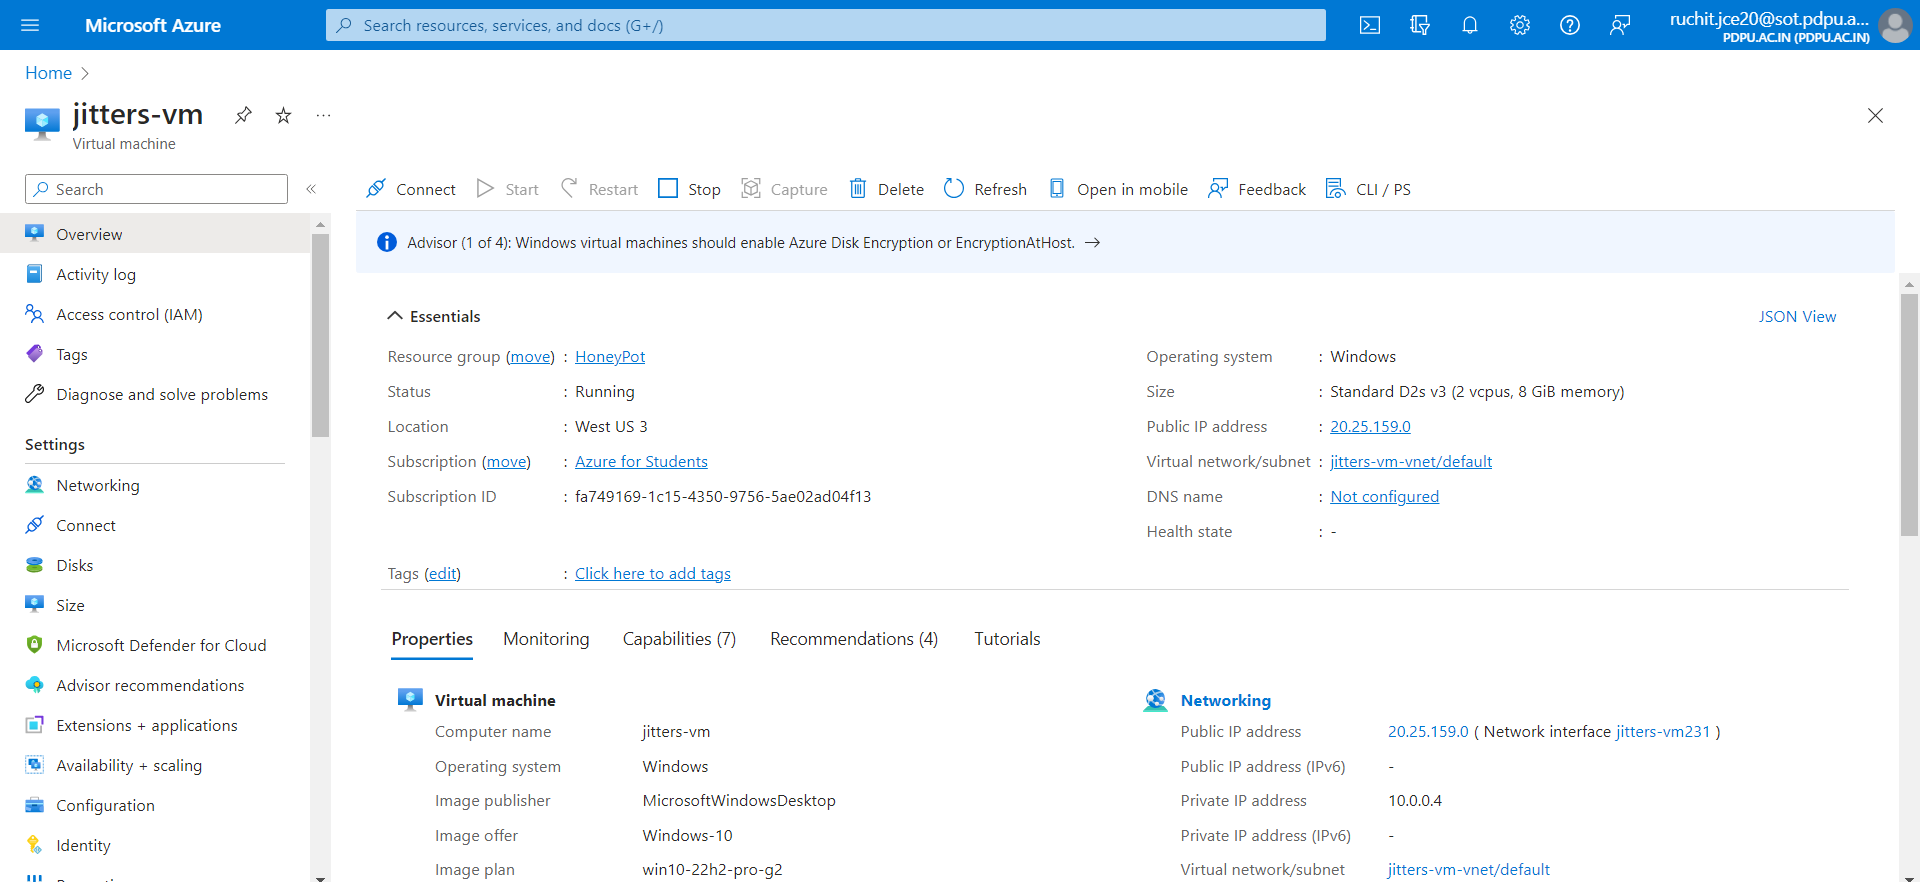 Microsoft Azure
Search resources, services, and docs (G+/)
ruchit.jce20@sot.pdpu.a...
PDPU.AC.IN (PDPU.AC.IN)
Home
jitters-vm
Virtual machine
Search
Connect Start Restart Stop Capture Delete Refresh Open in mobile Feedback CLI / PS
Overview
Activity log
Access control (IAM)
Tags
Diagnose and solve problems
Settings
Networking
Connect
Disks
Size
Microsoft Defender for Cloud
Advisor recommendations
Extensions + applications
Availability + scaling
Configuration
Identity
Advisor (1 of 4): Windows virtual machines should enable Azure Disk Encryption or EncryptionAtHost.
Essentials
JSON View
Resource group (move) : HoneyPot
Status : Running
Location : West US 3
Subscription (move) : Azure for Students
Subscription ID : fa749169-1c15-4350-9756-5ae02ad04f13
Operating system : Windows
Size : Standard D2s v3 (2 vcpus, 8 GiB memory)
Public IP address : 20.25.159.0
Virtual network/subnet : jitters-vm-vnet/default
DNS name : Not configured
Health state : -
Tags (edit) : Click here to add tags
Properties Monitoring Capabilities (7) Recommendations (4) Tutorials
Virtual machine
Computer name jitters-vm
Operating system Windows
Image publisher MicrosoftWindowsDesktop
Image offer Windows-10
Image plan win10-22h2-pro-g2
Networking
Public IP address 20.25.159.0 ( Network interface jitters-vm231 )
Public IP address (IPv6) -
Private IP address 10.0.0.4
Private IP address (IPv6) -
Virtual network/subnet jitters-vm-vnet/default